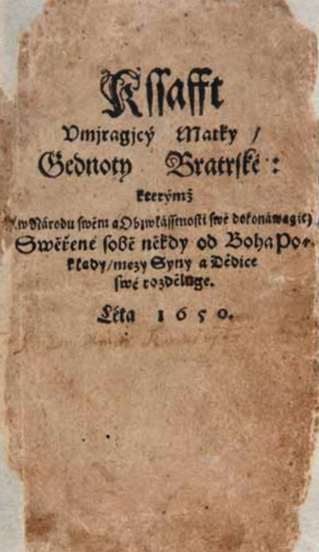 Kssafft
Vmjragjcý Matky /
Gednoty Bratrské:
kterýmž
(w Národu swém a Obzwlásstnosti swé dokonáwagjc)
Swěřené sobě někdy od Boha Po-
klady / mezy Syny a Dědice
swé rozděluge.
Léta 1650.